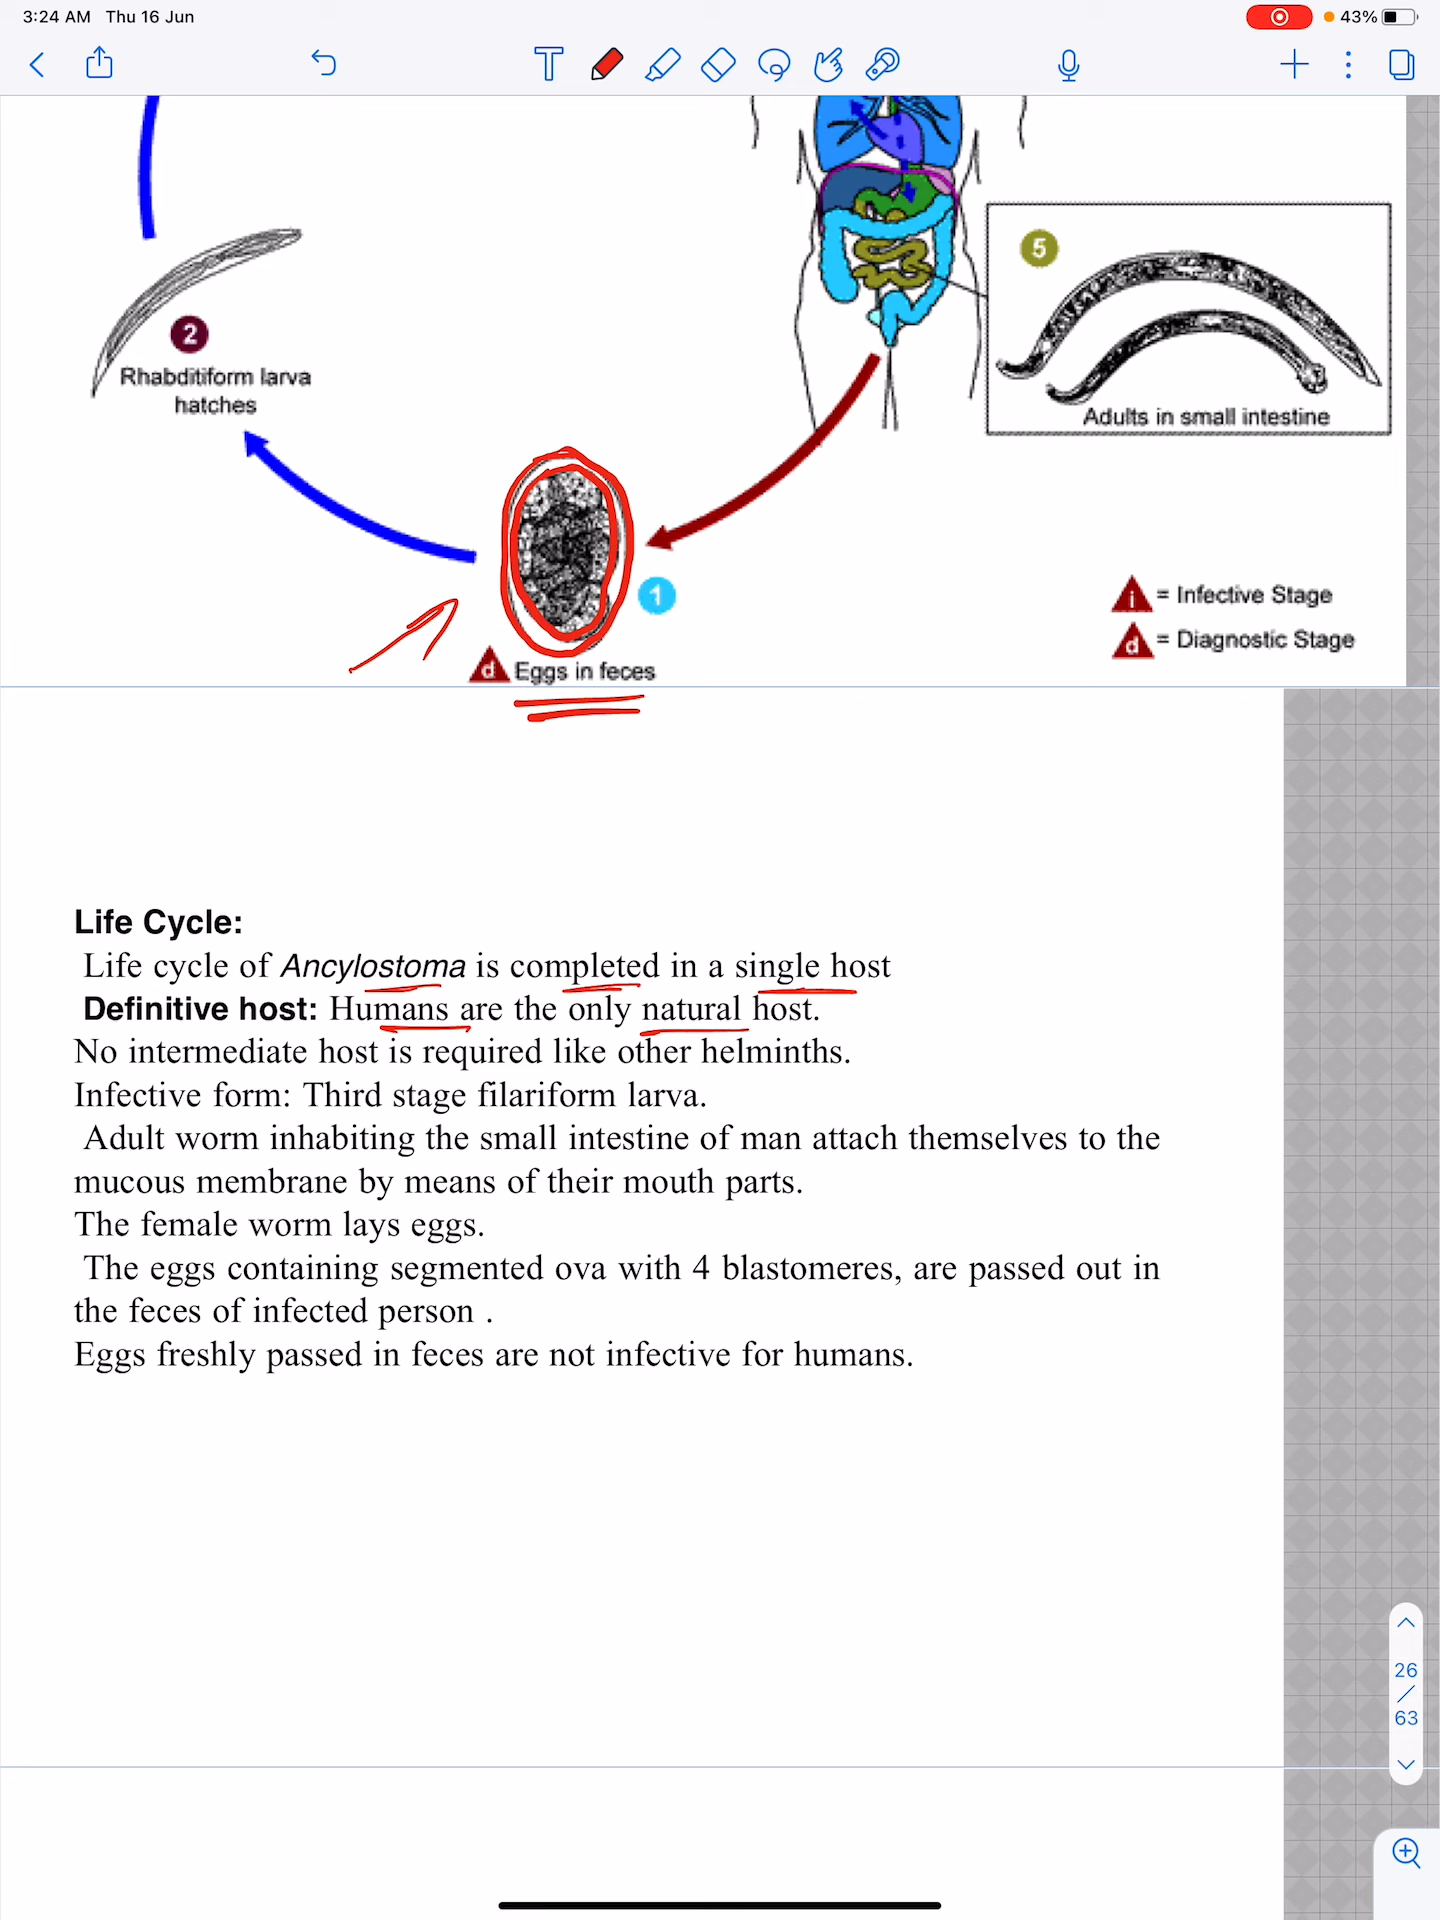 3:24 AM Thu 16 Jun
43%
5
2
Rhabditiform larva
hatches
Adults in small intestine
1
i = Infective Stage
d = Diagnostic Stage
d Eggs in feces
Life Cycle:
Life cycle of Ancylostoma is completed in a single host
Definitive host: Humans are the only natural host.
No intermediate host is required like other helminths.
Infective form: Third stage filariform larva.
Adult worm inhabiting the small intestine of man attach themselves to the
mucous membrane by means of their mouth parts.
The female worm lays eggs.
The eggs containing segmented ova with 4 blastomeres, are passed out in
the feces of infected person .
Eggs freshly passed in feces are not infective for humans.
26
/
63